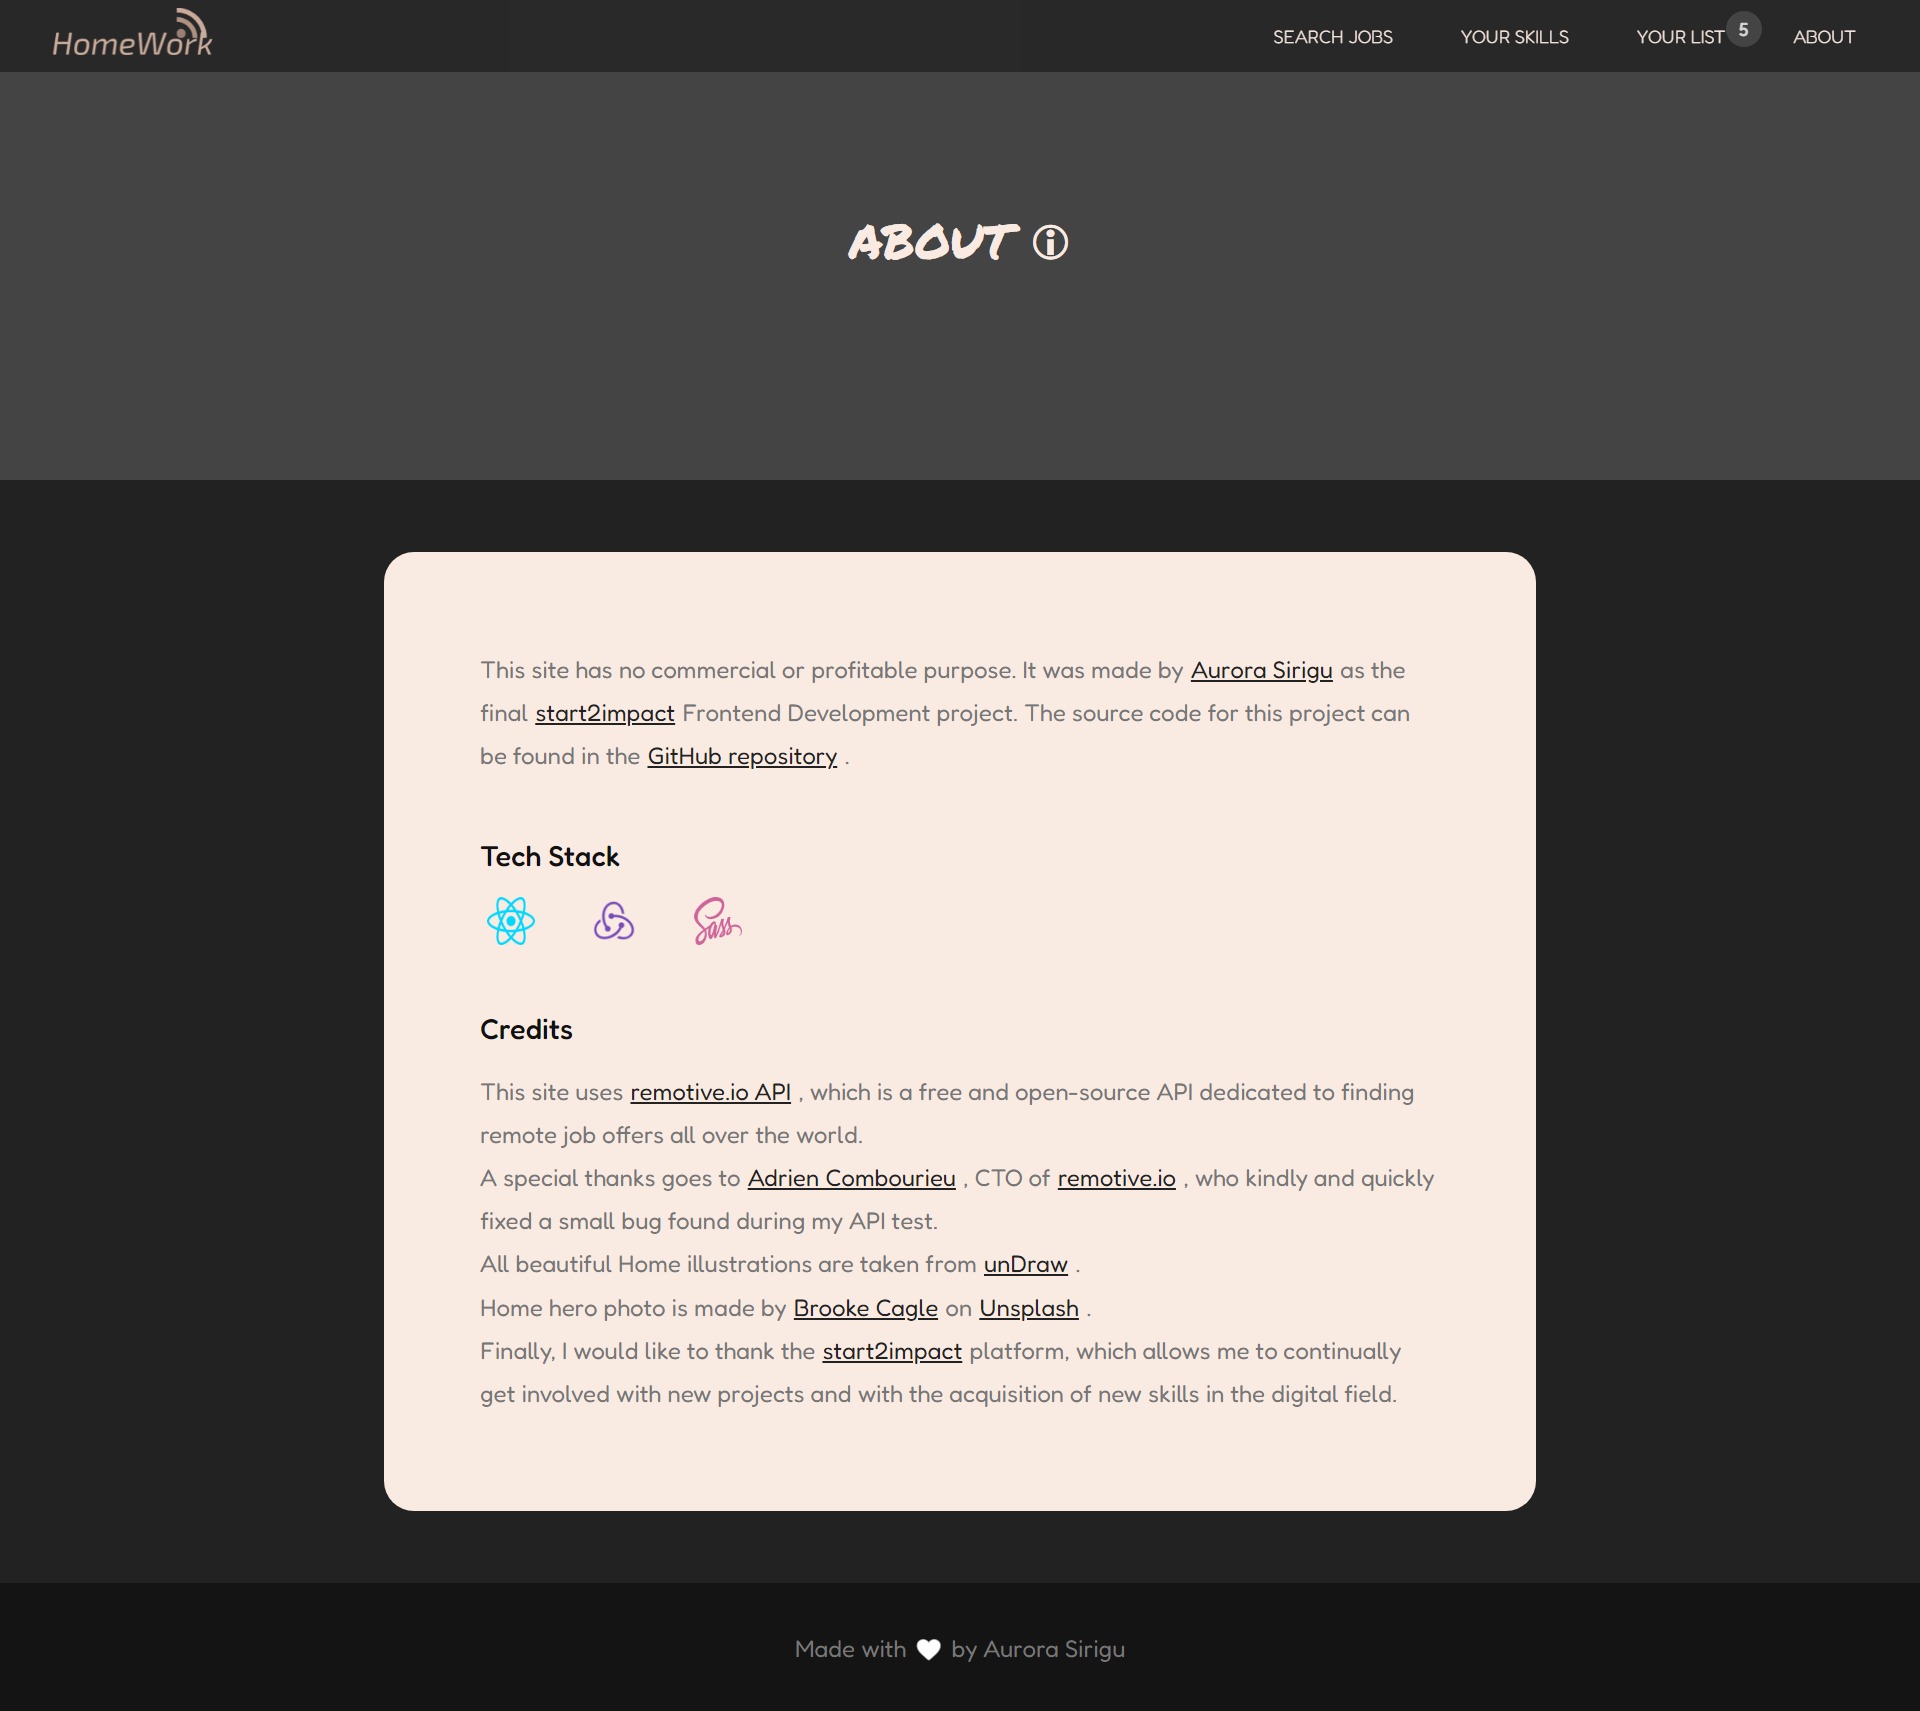 HomeWork
SEARCH JOBS YOUR SKILLS YOUR LIST 5 ABOUT
ABOUT
This site has no commercial or profitable purpose. It was made by Aurora Sirigu as the
final start2impact Frontend Development project. The source code for this project can
be found in the GitHub repository .
Tech Stack
Sass
Credits
This site uses remotive.io API , which is a free and open-source API dedicated to finding
remote job offers all over the world.
A special thanks goes to Adrien Combourieu , CTO of remotive.io , who kindly and quickly
fixed a small bug found during my API test.
All beautiful Home illustrations are taken from unDraw .
Home hero photo is made by Brooke Cagle on Unsplash .
Finally, I would like to thank the start2impact platform, which allows me to continually
get involved with new projects and with the acquisition of new skills in the digital field.
Made with 🤍 by Aurora Sirigu